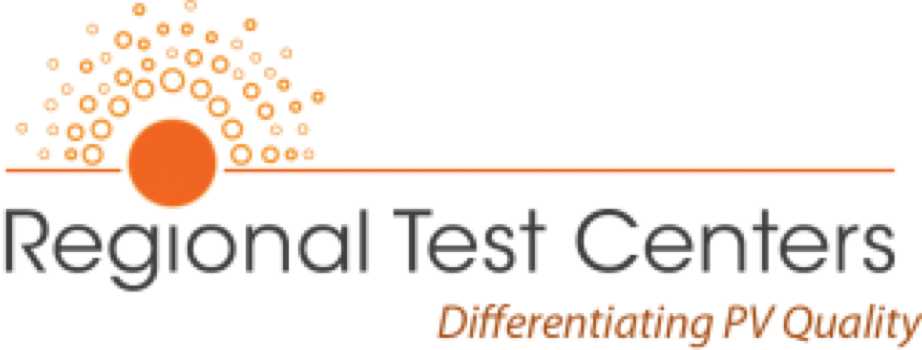 Regional Test Centers
Differentiating PV Quality